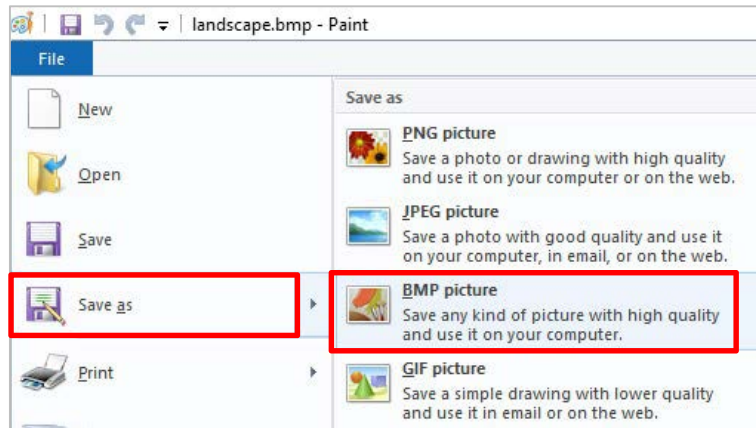 landscape.bmp - Paint
File
New
Open
Save
Save as
Print
Save as
PNG picture
Save a photo or drawing with high quality
and use it on your computer or on the web.
JPEG picture
Save a photo with good quality and use it
on your computer, in email, or on the web.
BMP picture
Save any kind of picture with high quality
and use it on your computer.
GIF picture
Save a simple drawing with lower quality
and use it in email or on the web.